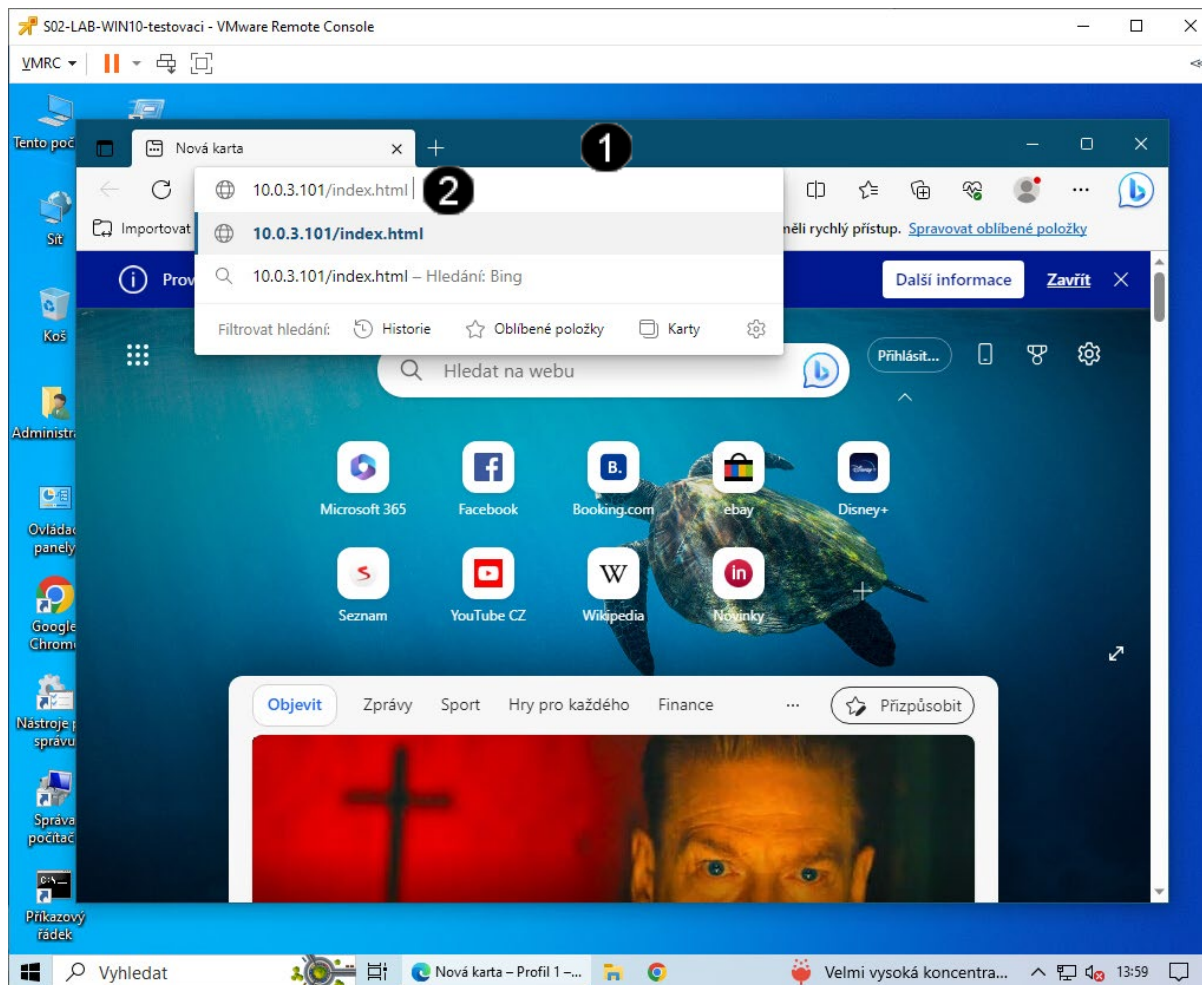 S02-LAB-WIN10-testovaci - VMware Remote Console
VMRC
Tento poč
Nová karta
1
10.0.3.101/index.html
2
Síť
Importovat
10.0.3.101/index.html
něli rychlý přístup. Spravovat oblíbené položky
10.0.3.101/index.html – Hledání: Bing
Prov
Další informace
Zavřít
Koš
Filtrovat hledání:
Historie
Oblíbené položky
Karty
Hledat na webu
Přihlásit...
Administra
Microsoft 365
Facebook
B.
Booking.com
ebay
Disney+
Ovládac
panely
Seznam
YouTube CZ
W
Wikipedia
in
Novinky
Google
Chrom
Objevit
Zprávy
Sport
Hry pro každého
Finance
...
Přizpůsobit
Nástroje p
správu
Správa
počítač
C:\_
Příkazový
řádek
Vyhledat
Nová karta – Profil 1 –...
Velmi vysoká koncentra...
13:59